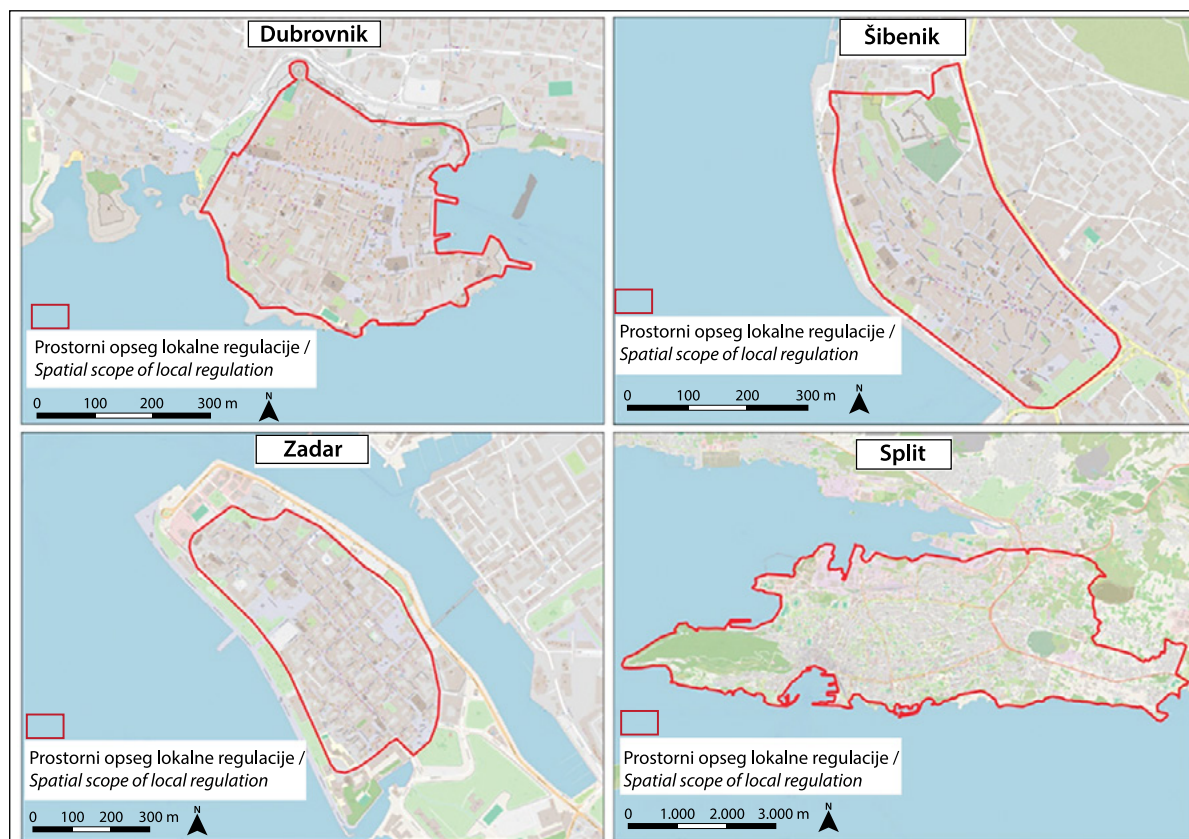 Dubrovnik
Prostorni opseg lokalne regulacije /
Spatial scope of local regulation
0 100 200 300 m
N
Šibenik
Prostorni opseg lokalne regulacije /
Spatial scope of local regulation
0 100 200 300 m
N
Zadar
Prostorni opseg lokalne regulacije /
Spatial scope of local regulation
0 100 200 300 m
N
Split
Prostorni opseg lokalne regulacije /
Spatial scope of local regulation
0 1.000 2.000 3.000 m
N